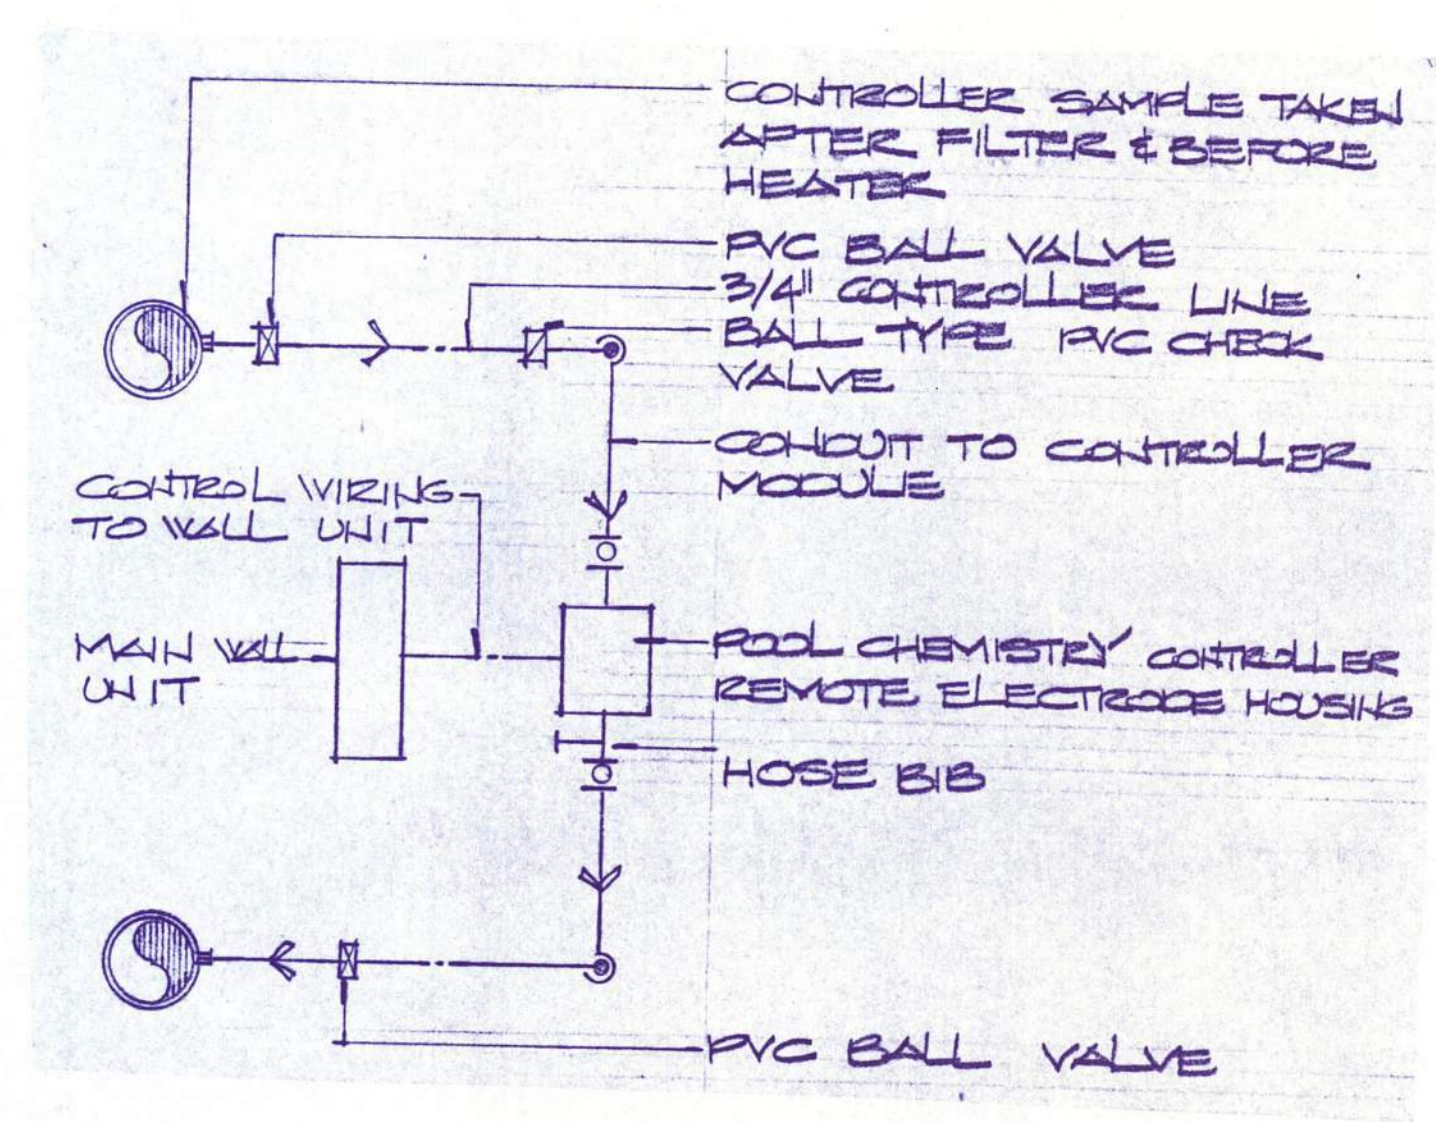 CONTROLLER SAMPLE TAKEN
AFTER FILTER & BEFORE
HEATER
PVC BALL VALVE
3/4" CONTROLLER LINE
BALL TYPE PVC CHECK
VALVE
CONDUIT TO CONTROLLER
MODULE
CONTROL WIRING
TO WALL UNIT
MAIN WALL
UNIT
POOL CHEMISTRY CONTROLLER
REMOTE ELECTRODE HOUSING
HOSE BIB
PVC BALL VALVE